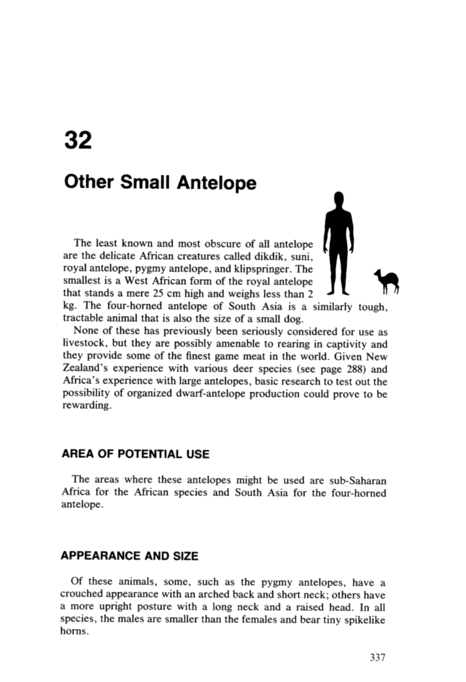 32
Other Small Antelope
The least known and most obscure of all antelope
are the delicate African creatures called dikdik, suni,
royal antelope, pygmy antelope, and klipspringer. The
smallest is a West African form of the royal antelope
that stands a mere 25 cm high and weighs less than 2
kg. The four-horned antelope of South Asia is a similarly tough,
tractable animal that is also the size of a small dog.
None of these has previously been seriously considered for use as
livestock, but they are possibly amenable to rearing in captivity and
they provide some of the finest game meat in the world. Given New
Zealand's experience with various deer species (see page 288) and
Africa's experience with large antelopes, basic research to test out the
possibility of organized dwarf-antelope production could prove to be
rewarding.
AREA OF POTENTIAL USE
The areas where these antelopes might be used are sub-Saharan
Africa for the African species and South Asia for the four-horned
antelope.
APPEARANCE AND SIZE
Of these animals, some, such as the pygmy antelopes, have a
crouched appearance with an arched back and short neck; others have
a more upright posture with a long neck and a raised head. In all
species, the males are smaller than the females and bear tiny spikelike
horns.
337